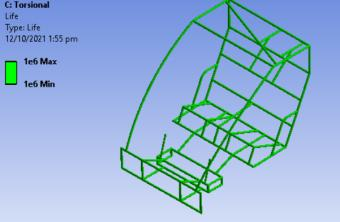 C: Torsional
Life
Type: Life
12/10/2021 1:55 pm
1e6 Max
1e6 Min